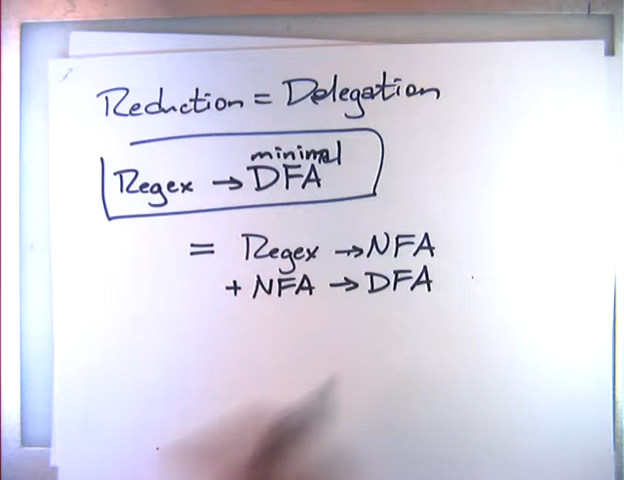 Reduction = Delegation
minimal
Regex → DFA
= Regex → NFA
+ NFA → DFA